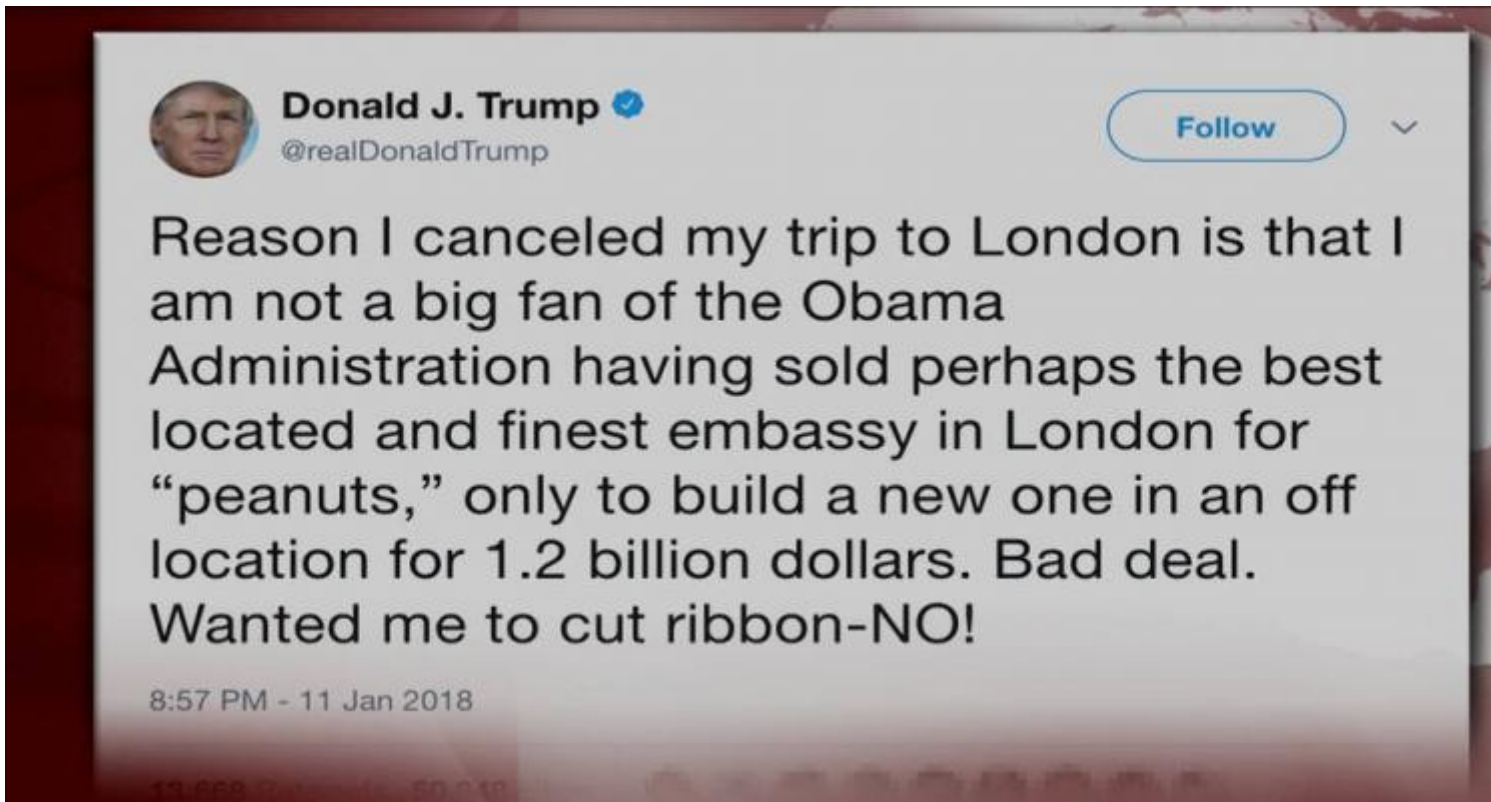 Donald J. Trump
@realDonaldTrump
Follow
Reason I canceled my trip to London is that I
am not a big fan of the Obama
Administration having sold perhaps the best
located and finest embassy in London for
“peanuts,” only to build a new one in an off
location for 1.2 billion dollars. Bad deal.
Wanted me to cut ribbon-NO!
8:57 PM - 11 Jan 2018